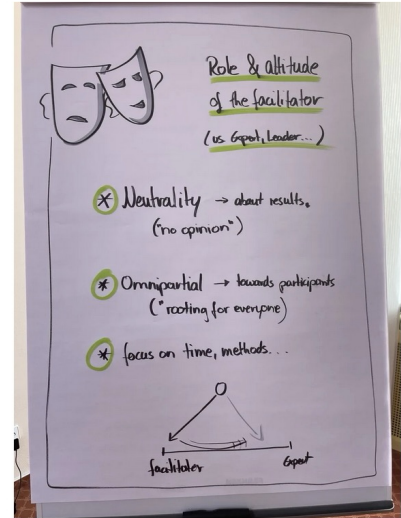 Role & attitude
of the facilitator
(vs Expert, Leader...)
* Neutrality → about results.
("no opinion")
* Omnipartial → towards participants
("rooting for everyone)
* focus on time, methods...
facilitator Expert